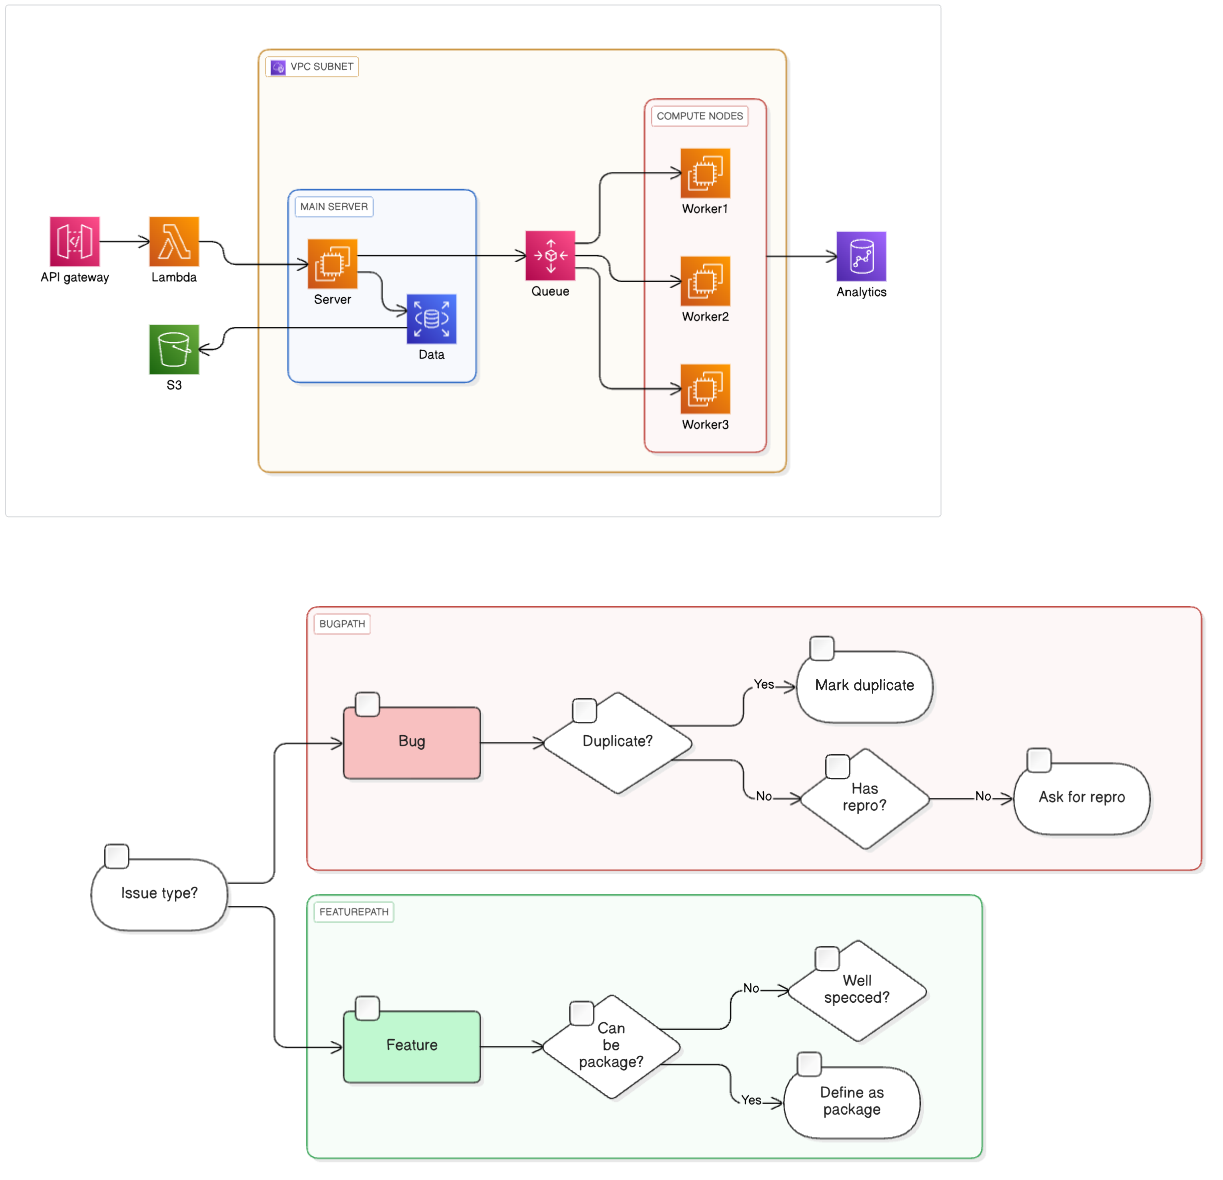 VPC SUBNET
COMPUTE NODES
Worker1
MAIN SERVER
API gateway
Lambda
Server
Queue
Analytics
Worker2
Data
S3
Worker3
BUGPATH
Bug
Duplicate?
Yes
Mark duplicate
No
Has
repro?
No
Ask for repro
Issue type?
FEATUREPATH
Feature
Can
be
package?
No
Well
specced?
Yes
Define as
package